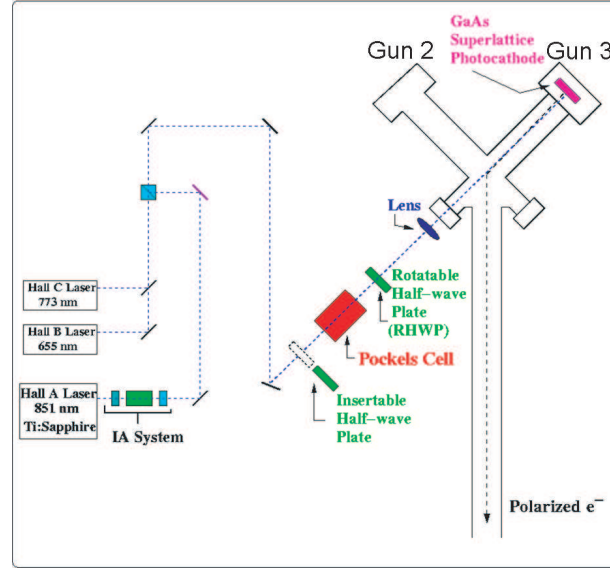 GaAs
Superlattice
Photocathode
Gun 2
Gun 3
Lens
Rotatable
Half-wave
Plate
(RHWP)
Pockels Cell
Hall C Laser
773 nm
Hall B Laser
655 nm
Hall A Laser
851 nm
Ti:Sapphire
IA System
Insertable
Half-wave
Plate
Polarized e⁻